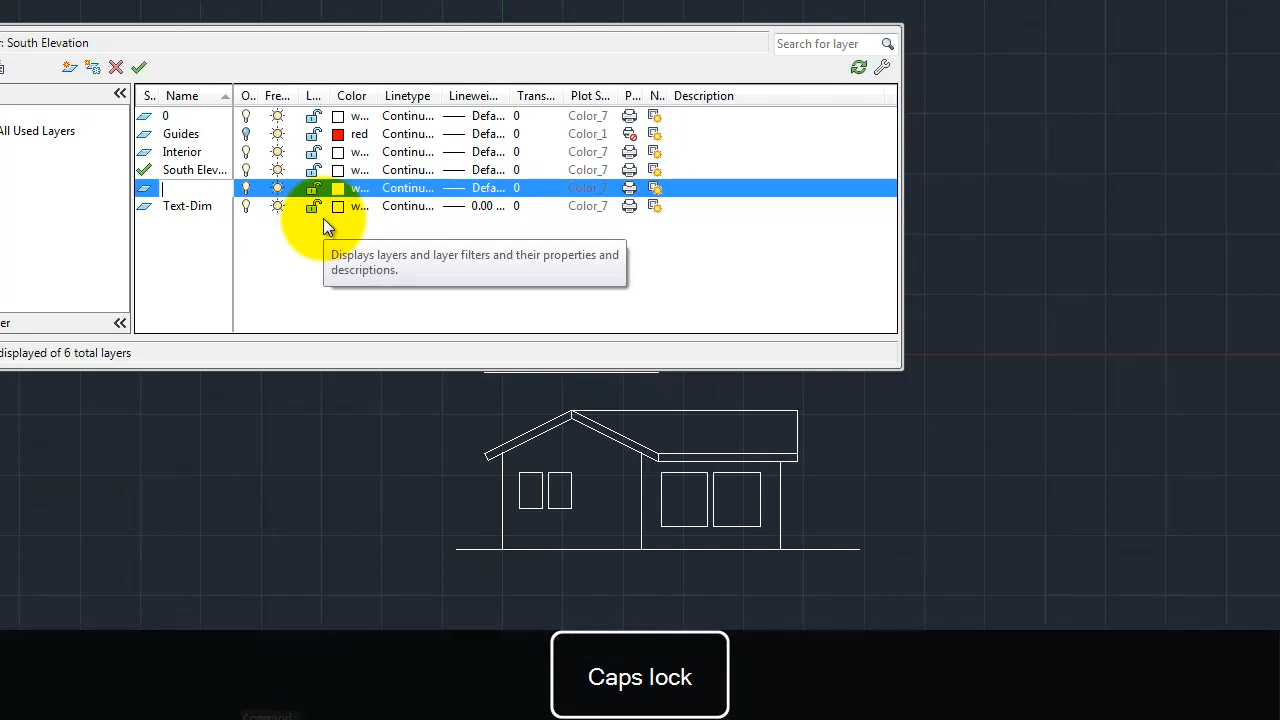 : South Elevation
Search for layer
S.. Name O.. Fre... L... Color Linetype Linewei... Trans... Plot S... P... N.. Description
0 w... Continu... Defa... 0 Color_7
All Used Layers
Guides red Continu... Defa... 0 Color_1
Interior w... Continu... Defa... 0 Color_7
South Elev... w... Continu... Defa... 0 Color_7
w... Continu... Defa... 0 Color_7
Text-Dim w... Continu... 0.00 ... 0 Color_7
Displays layers and layer filters and their properties and
descriptions.
er
displayed of 6 total layers
Caps lock
Command: